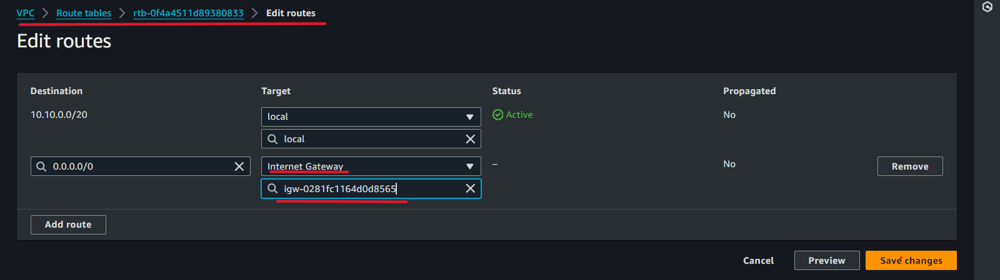 VPC > Route tables > rtb-0f4a4511d89380833 > Edit routes
Edit routes
Destination Target Status Propagated
10.10.0.0/20 local Active No
local
0.0.0.0/0 Internet Gateway – No Remove
igw-0281fc1164d0d8565
Add route
Cancel Preview Save changes